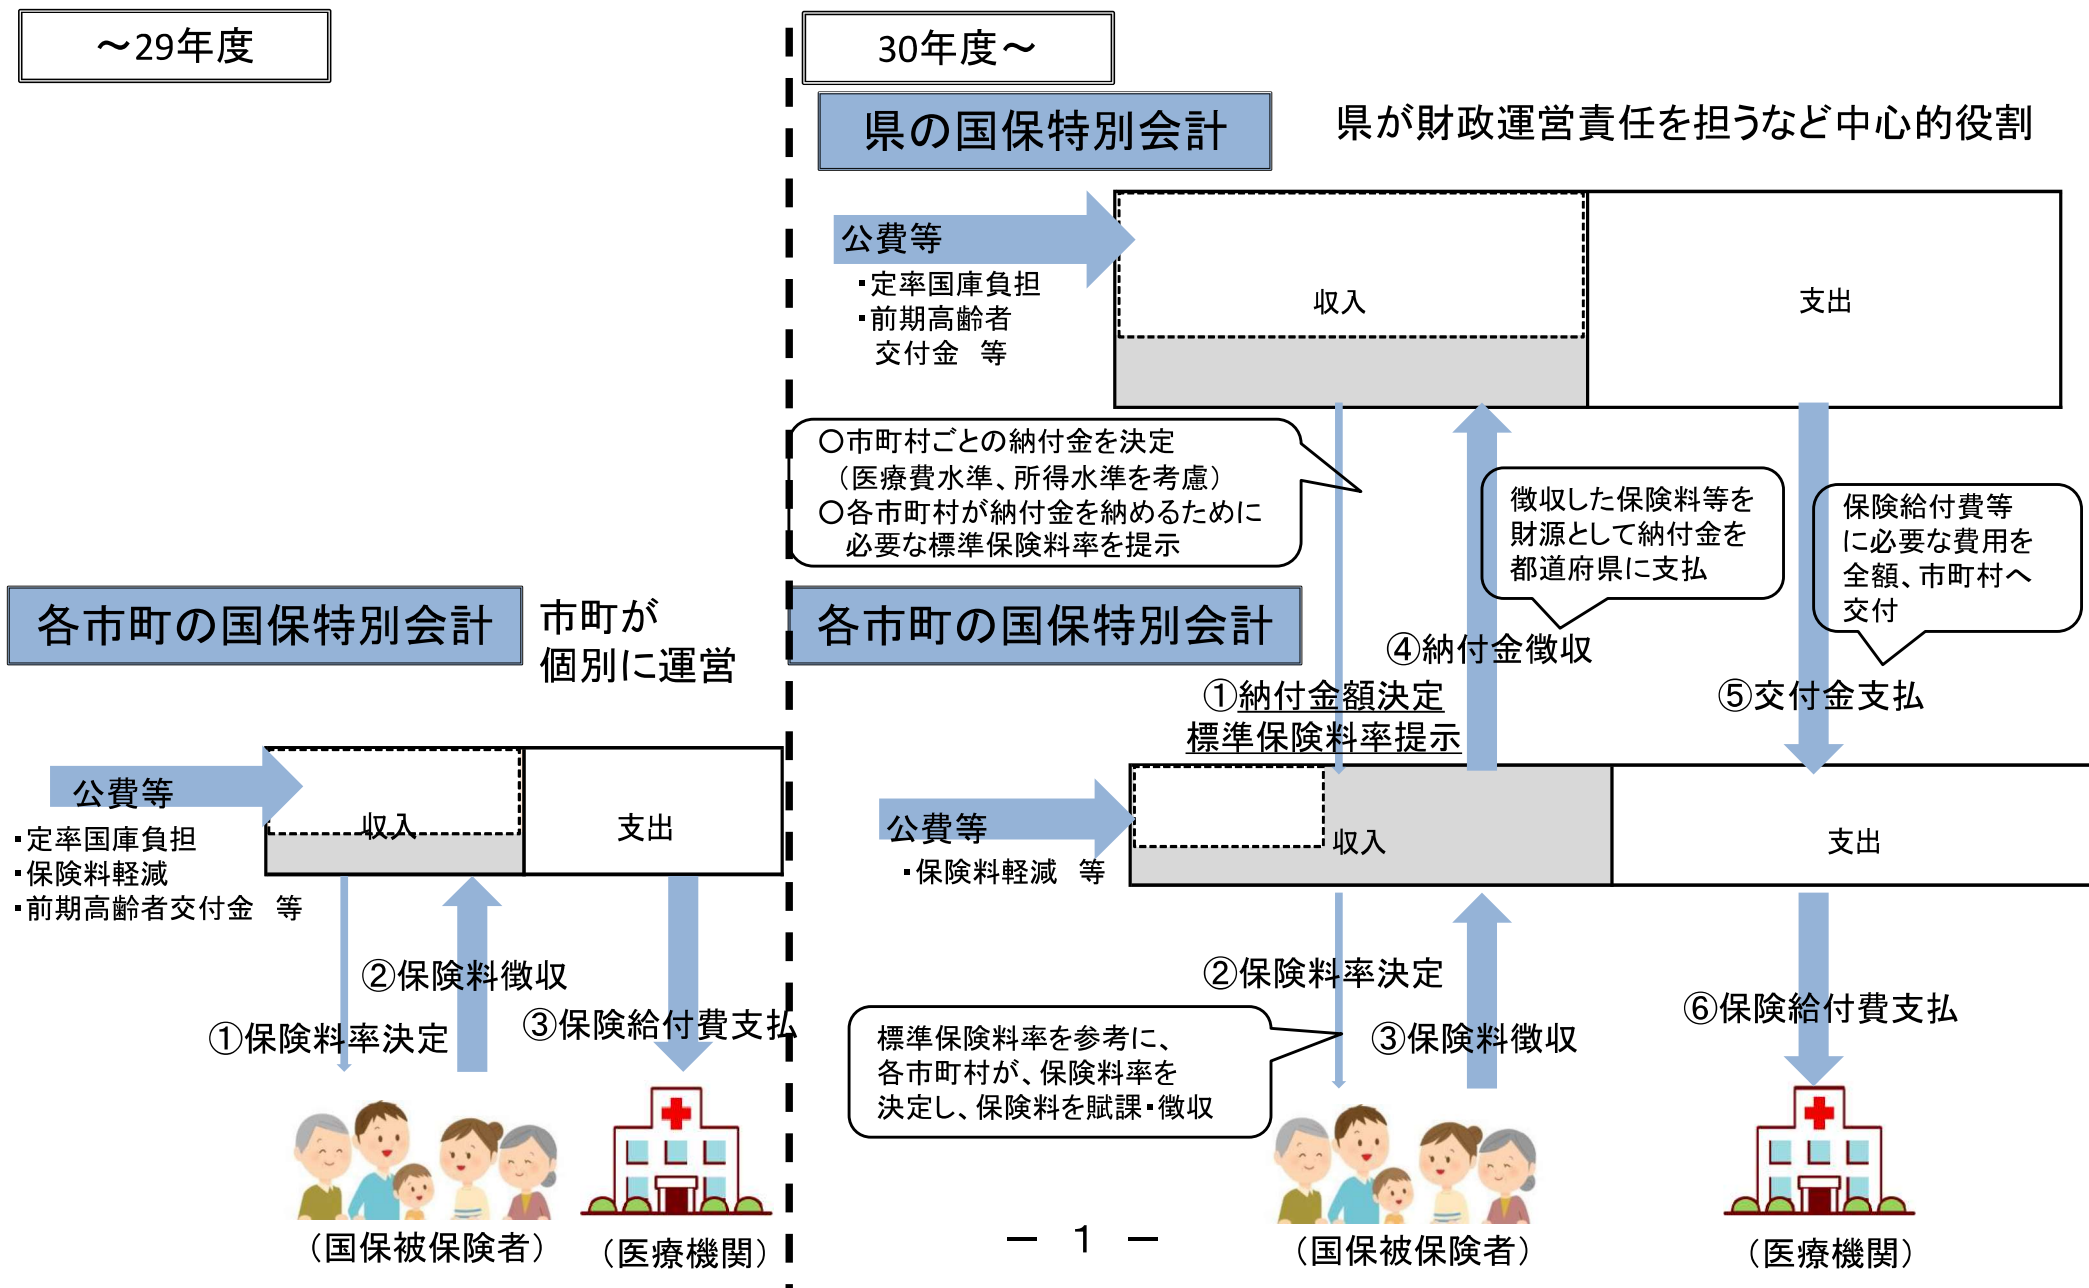 ～29年度
各市町の国保特別会計
市町が
個別に運営
公費等
・定率国庫負担
・保険料軽減
・前期高齢者交付金　等
収入
支出
②保険料徴収
①保険料率決定
③保険給付費支払
（国保被保険者）
（医療機関）
30年度～
県の国保特別会計
県が財政運営責任を担うなど中心的役割
公費等
・定率国庫負担
・前期高齢者
交付金　等
収入
支出
○市町村ごとの納付金を決定
（医療費水準、所得水準を考慮）
○各市町村が納付金を納めるために
必要な標準保険料率を提示
徴収した保険料等を
財源として納付金を
都道府県に支払
保険給付費等
に必要な費用を
全額、市町村へ
交付
各市町の国保特別会計
④納付金徴収
①納付金額決定
標準保険料率提示
⑤交付金支払
公費等
・保険料軽減　等
収入
支出
②保険料率決定
③保険料徴収
⑥保険給付費支払
標準保険料率を参考に、
各市町村が、保険料率を
決定し、保険料を賦課・徴収
（国保被保険者）
（医療機関）
－ 1 －